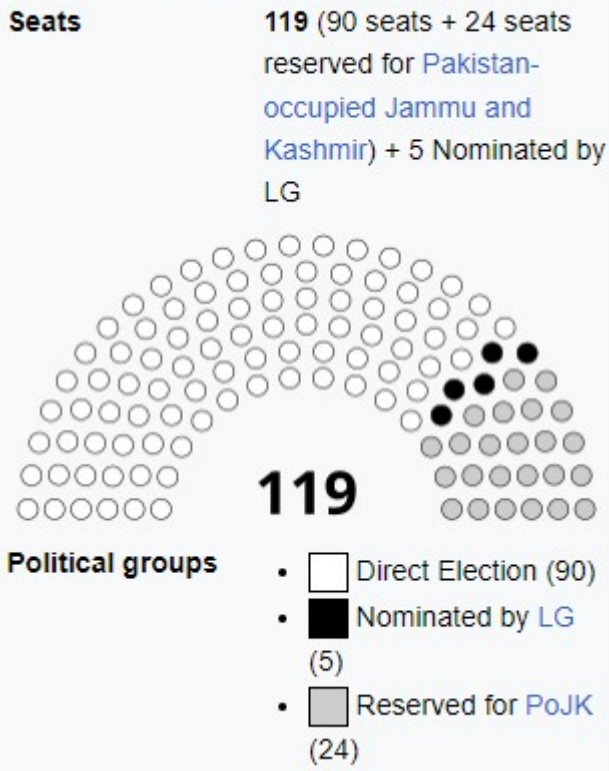 Seats
119 (90 seats + 24 seats
reserved for Pakistan-
occupied Jammu and
Kashmir) + 5 Nominated by
LG
119
Political groups
Direct Election (90)
Nominated by LG
(5)
Reserved for PoJK
(24)